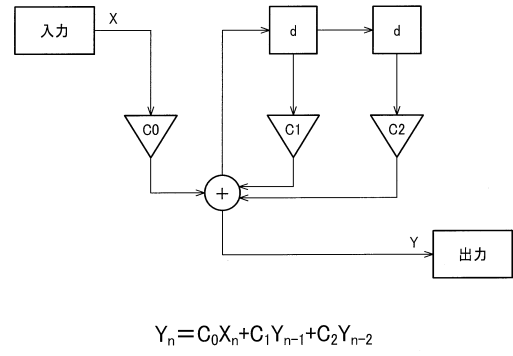 入力
X
d
d
C0
C1
C2
+
Y
出力
Yn=C0Xn+C1Yn-1+C2Yn-2